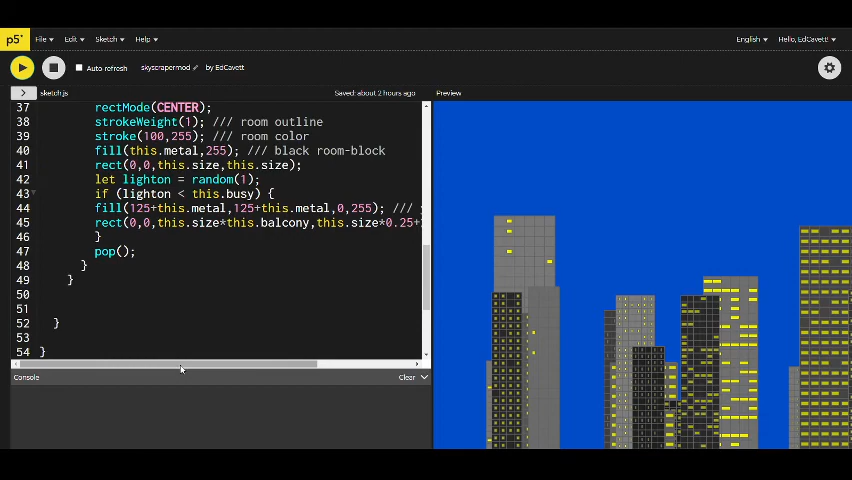 p5*
File Edit Sketch Help English Hello, EdCavett!
Auto-refresh skyscrapermod by EdCavett
sketch.js Saved: about 2 hours ago Preview
37 rectMode(CENTER);
38 strokeWeight(1); /// room outline
39 stroke(100,255); /// room color
40 fill(this.metal,255); /// black room-block
41 rect(0,0,this.size,this.size);
42 let lighton = random(1);
43 if (lighton < this.busy) {
44 fill(125+this.metal,125+this.metal,0,255); ///
45 rect(0,0,this.size*this.balcony,this.size*0.25+
46 }
47 pop();
48 }
49 }
50
51
52 }
53
54 }
Console Clear